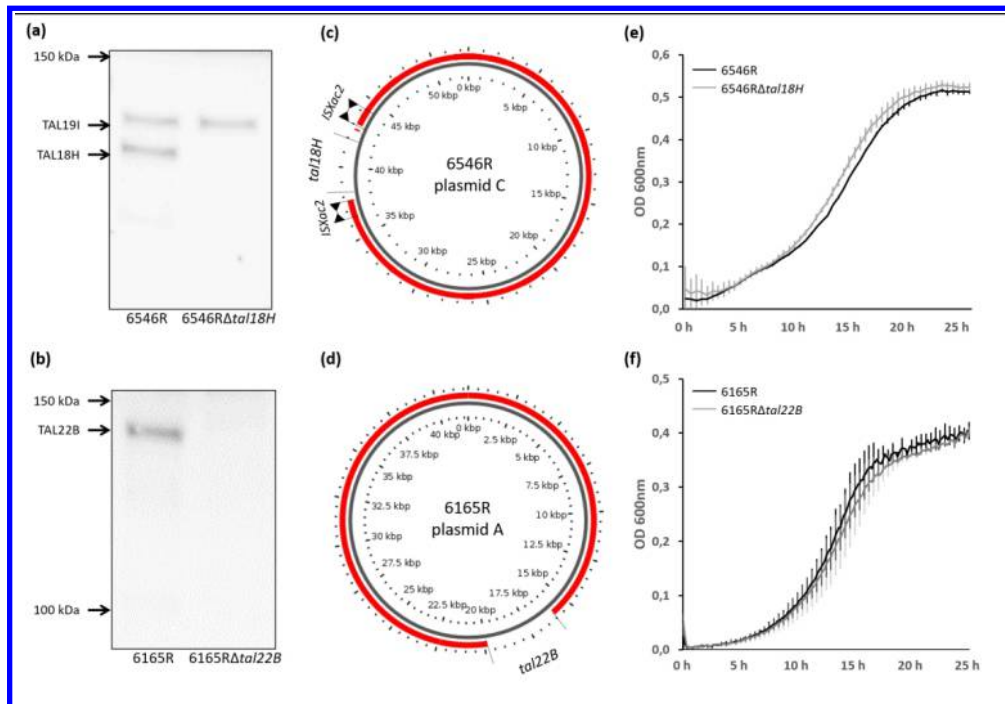 (a)
150 kDa
TAL19I
TAL18H
6546R 6546RΔtal18H
(b)
150 kDa
TAL22B
100 kDa
6165R 6165RΔtal22B
(c)
0 kbp
5 kbp
10 kbp
15 kbp
20 kbp
25 kbp
30 kbp
35 kbp
40 kbp
45 kbp
50 kbp
ISXac2
tal18H
ISXac2
6546R
plasmid C
(d)
0 kbp
2.5 kbp
5 kbp
7.5 kbp
10 kbp
12.5 kbp
15 kbp
17.5 kbp
20 kbp
22.5 kbp
25 kbp
27.5 kbp
30 kbp
32.5 kbp
35 kbp
37.5 kbp
40 kbp
6165R
plasmid A
tal22B
(e)
6546R
6546RΔtal18H
OD 600nm
0,6
0,5
0,4
0,3
0,2
0,1
0,0
0 h 5 h 10 h 15 h 20 h 25 h
(f)
6165R
6165RΔtal22B
OD 600nm
0,5
0,4
0,3
0,2
0,1
0,0
0 h 5 h 10 h 15 h 20 h 25 h